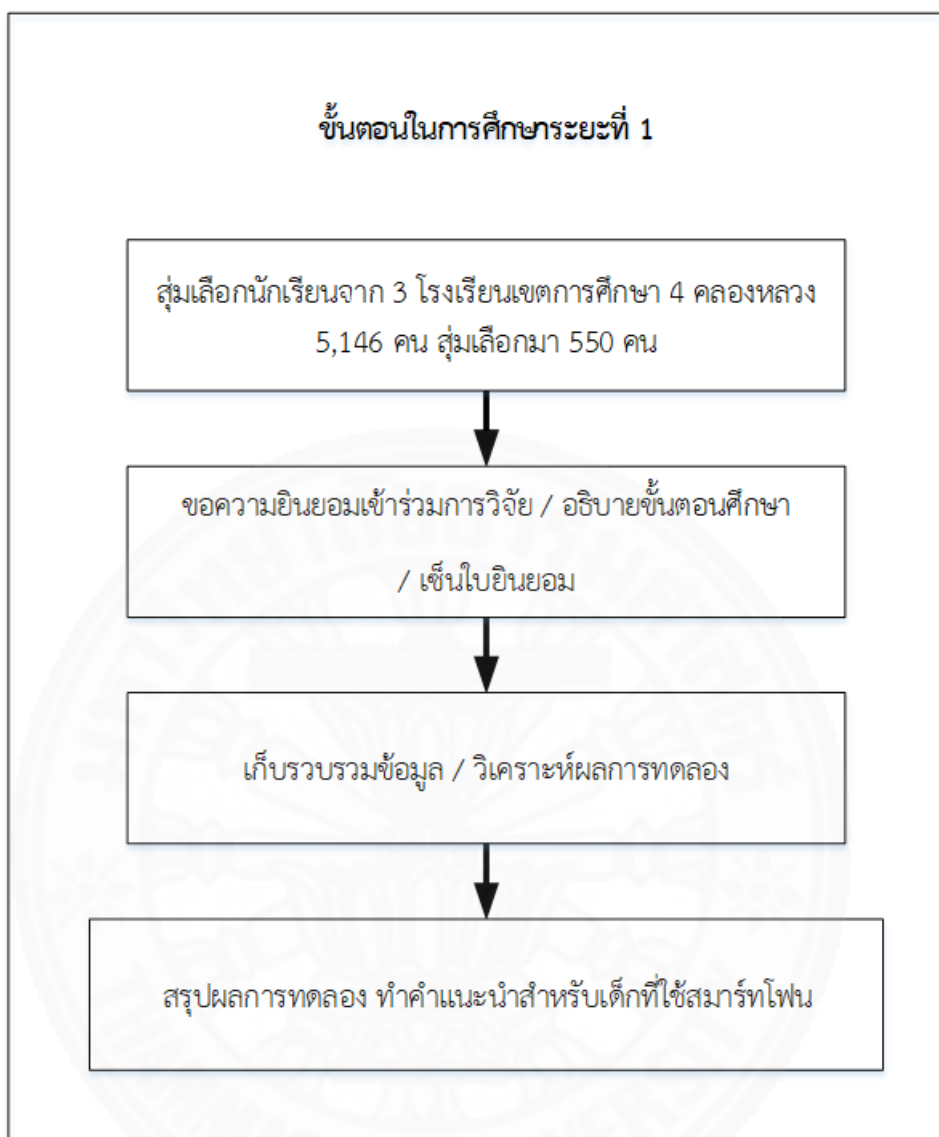 ขั้นตอนในการศึกษาระยะที่ 1
สุ่มเลือกนักเรียนจาก 3 โรงเรียนเขตการศึกษา 4 คลองหลวง
5,146 คน สุ่มเลือกมา 550 คน
ขอความยินยอมเข้าร่วมการวิจัย / อธิบายขั้นตอนศึกษา
/ เซ็นใบยินยอม
เก็บรวบรวมข้อมูล / วิเคราะห์ผลการทดลอง
สรุปผลการทดลอง ทำคำแนะนำสำหรับเด็กที่ใช้สมาร์ทโฟน